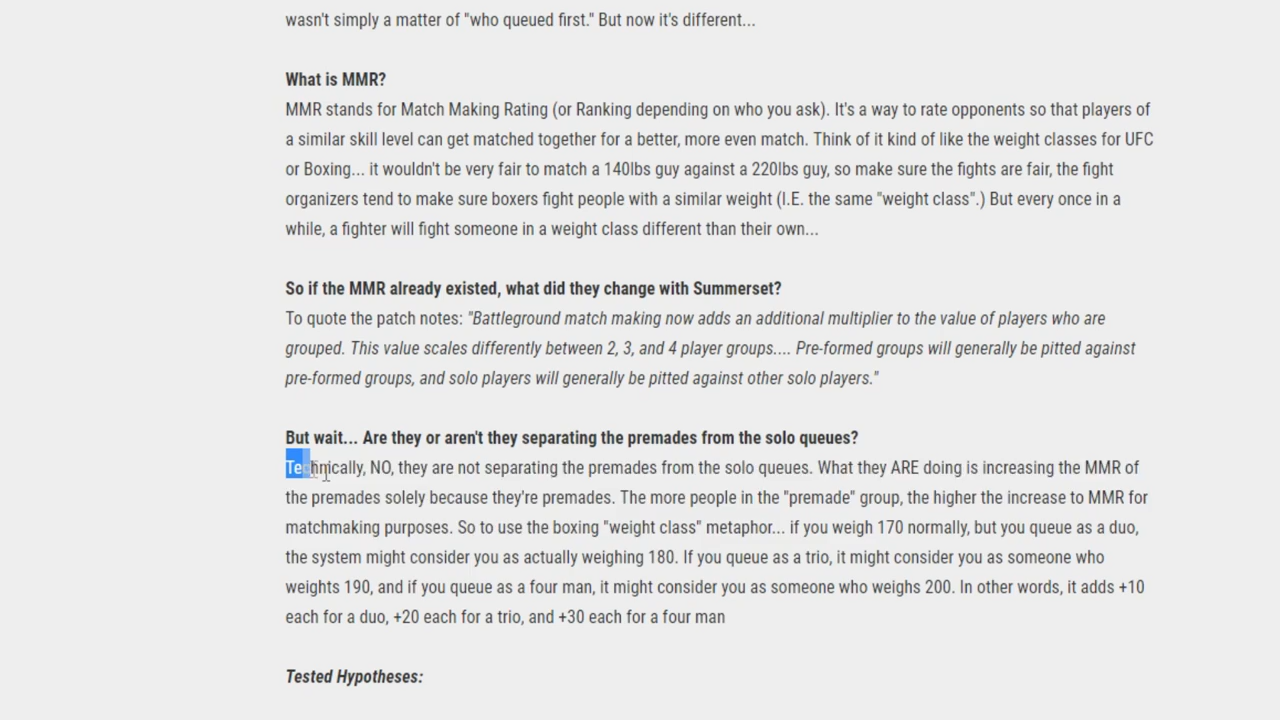 wasn't simply a matter of "who queued first." But now it's different...
What is MMR?
MMR stands for Match Making Rating (or Ranking depending on who you ask). It's a way to rate opponents so that players of
a similar skill level can get matched together for a better, more even match. Think of it kind of like the weight classes for UFC
or Boxing... it wouldn't be very fair to match a 140lbs guy against a 220lbs guy, so make sure the fights are fair, the fight
organizers tend to make sure boxers fight people with a similar weight (I.E. the same "weight class".) But every once in a
while, a fighter will fight someone in a weight class different than their own...
So if the MMR already existed, what did they change with Summerset?
To quote the patch notes: "Battleground match making now adds an additional multiplier to the value of players who are
grouped. This value scales differently between 2, 3, and 4 player groups.... Pre-formed groups will generally be pitted against
pre-formed groups, and solo players will generally be pitted against other solo players."
But wait... Are they or aren't they separating the premades from the solo queues?
Technically, NO, they are not separating the premades from the solo queues. What they ARE doing is increasing the MMR of
the premades solely because they're premades. The more people in the "premade" group, the higher the increase to MMR for
matchmaking purposes. So to use the boxing "weight class" metaphor... if you weigh 170 normally, but you queue as a duo,
the system might consider you as actually weighing 180. If you queue as a trio, it might consider you as someone who
weights 190, and if you queue as a four man, it might consider you as someone who weighs 200. In other words, it adds +10
each for a duo, +20 each for a trio, and +30 each for a four man
Tested Hypotheses: